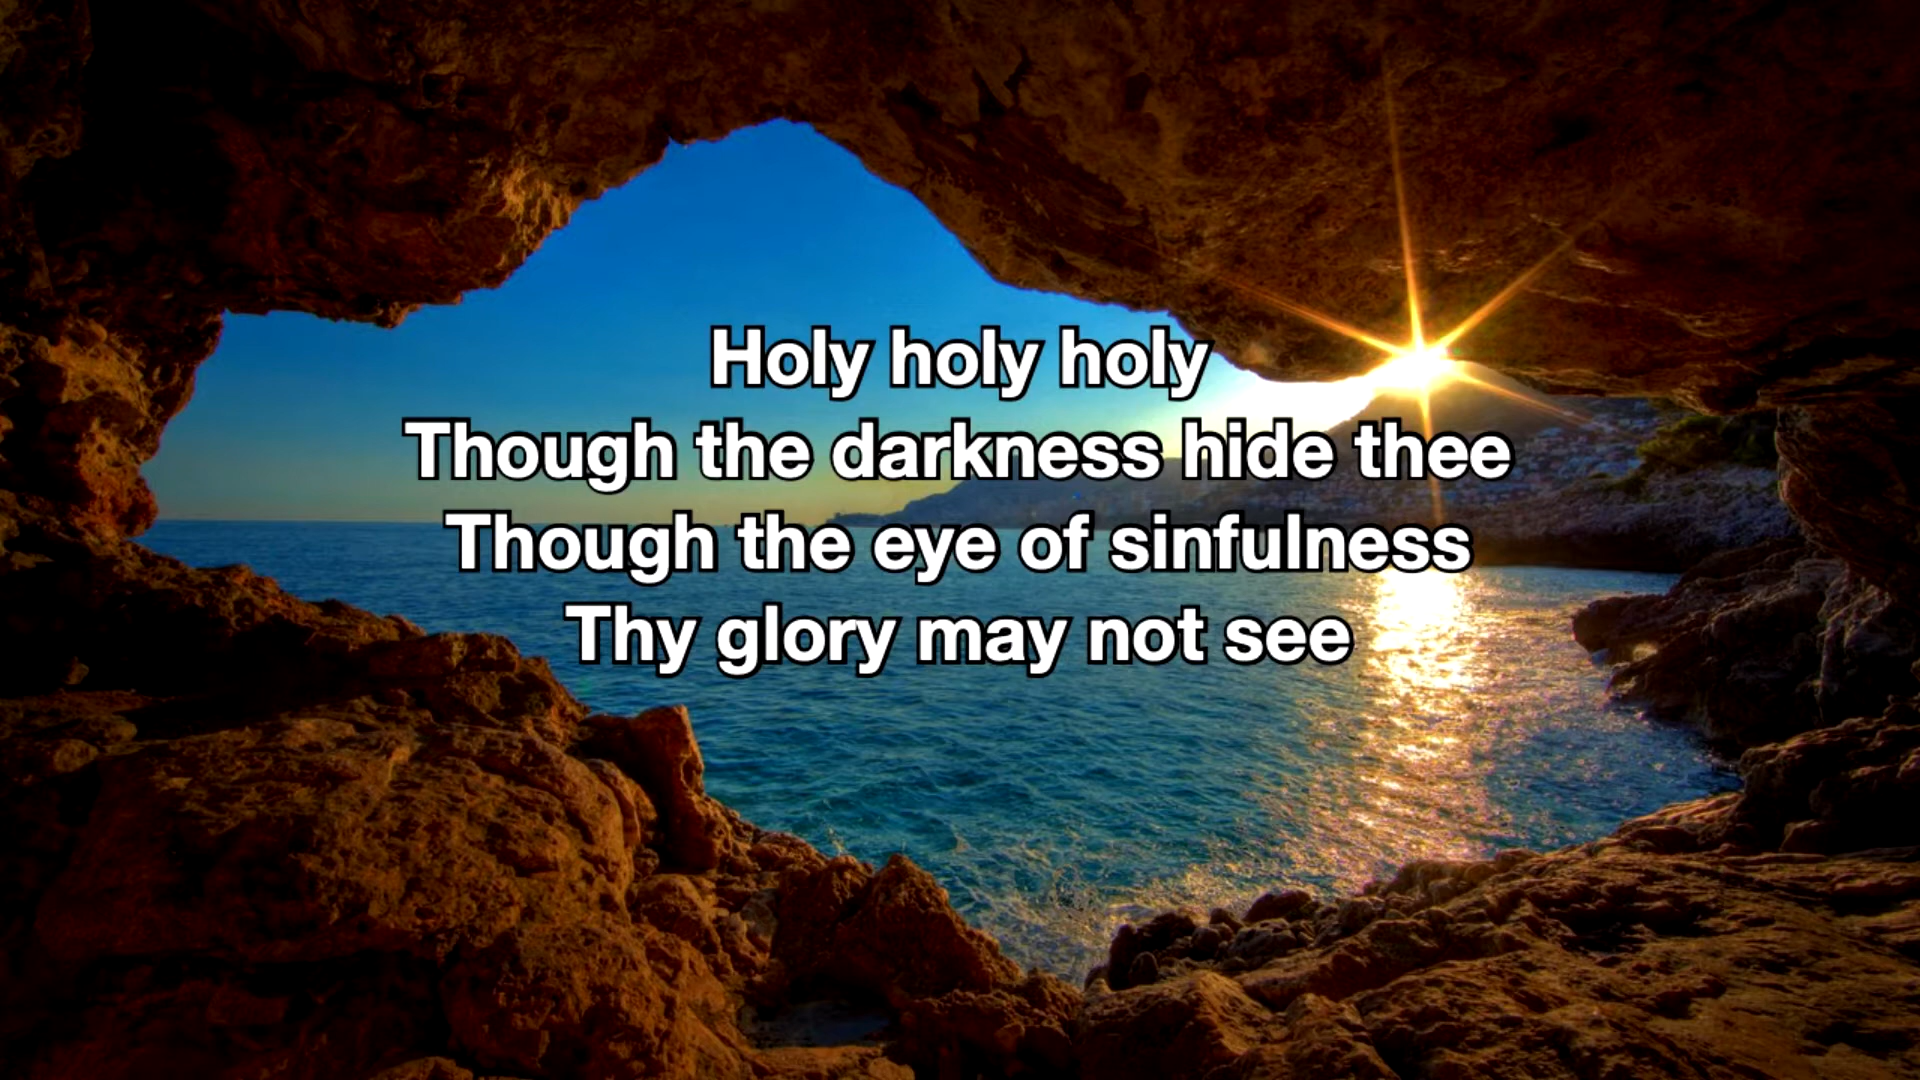 Holy holy holy
Though the darkness hide thee
Though the eye of sinfulness
Thy glory may not see